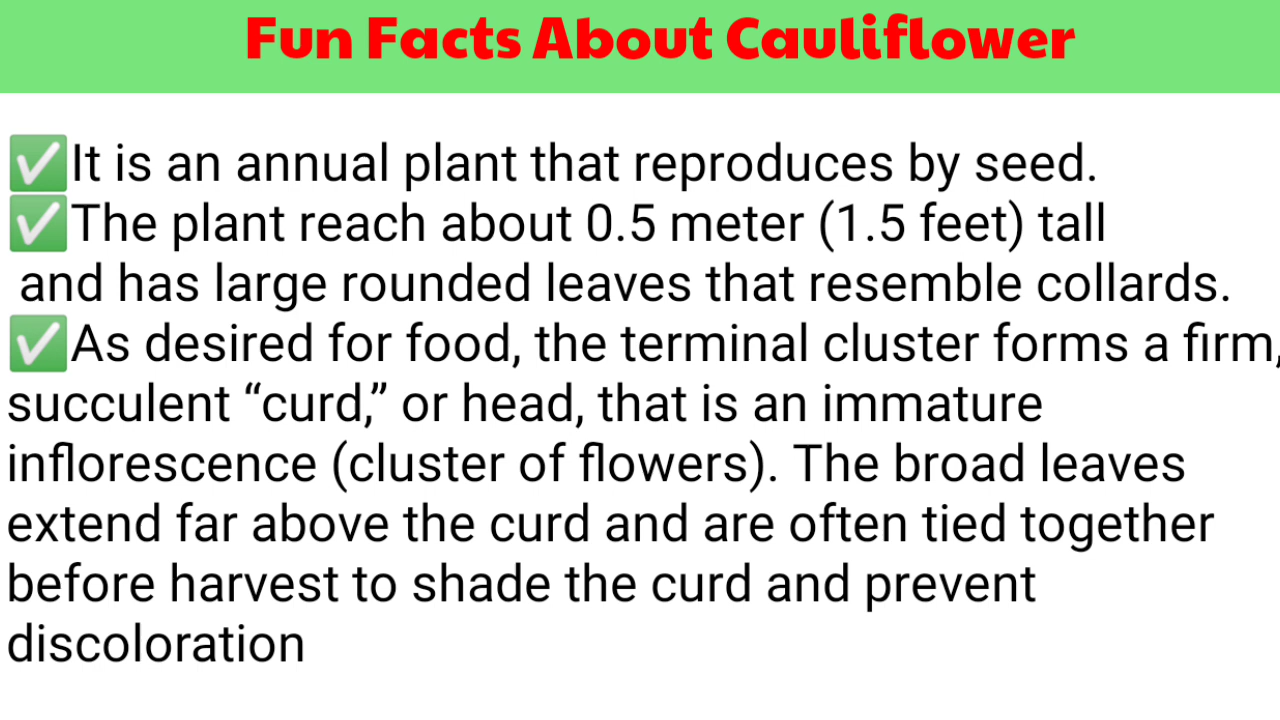 Fun Facts About Cauliflower
✅It is an annual plant that reproduces by seed.
✅The plant reach about 0.5 meter (1.5 feet) tall
and has large rounded leaves that resemble collards.
✅As desired for food, the terminal cluster forms a firm,
succulent “curd,” or head, that is an immature
inflorescence (cluster of flowers). The broad leaves
extend far above the curd and are often tied together
before harvest to shade the curd and prevent
discoloration